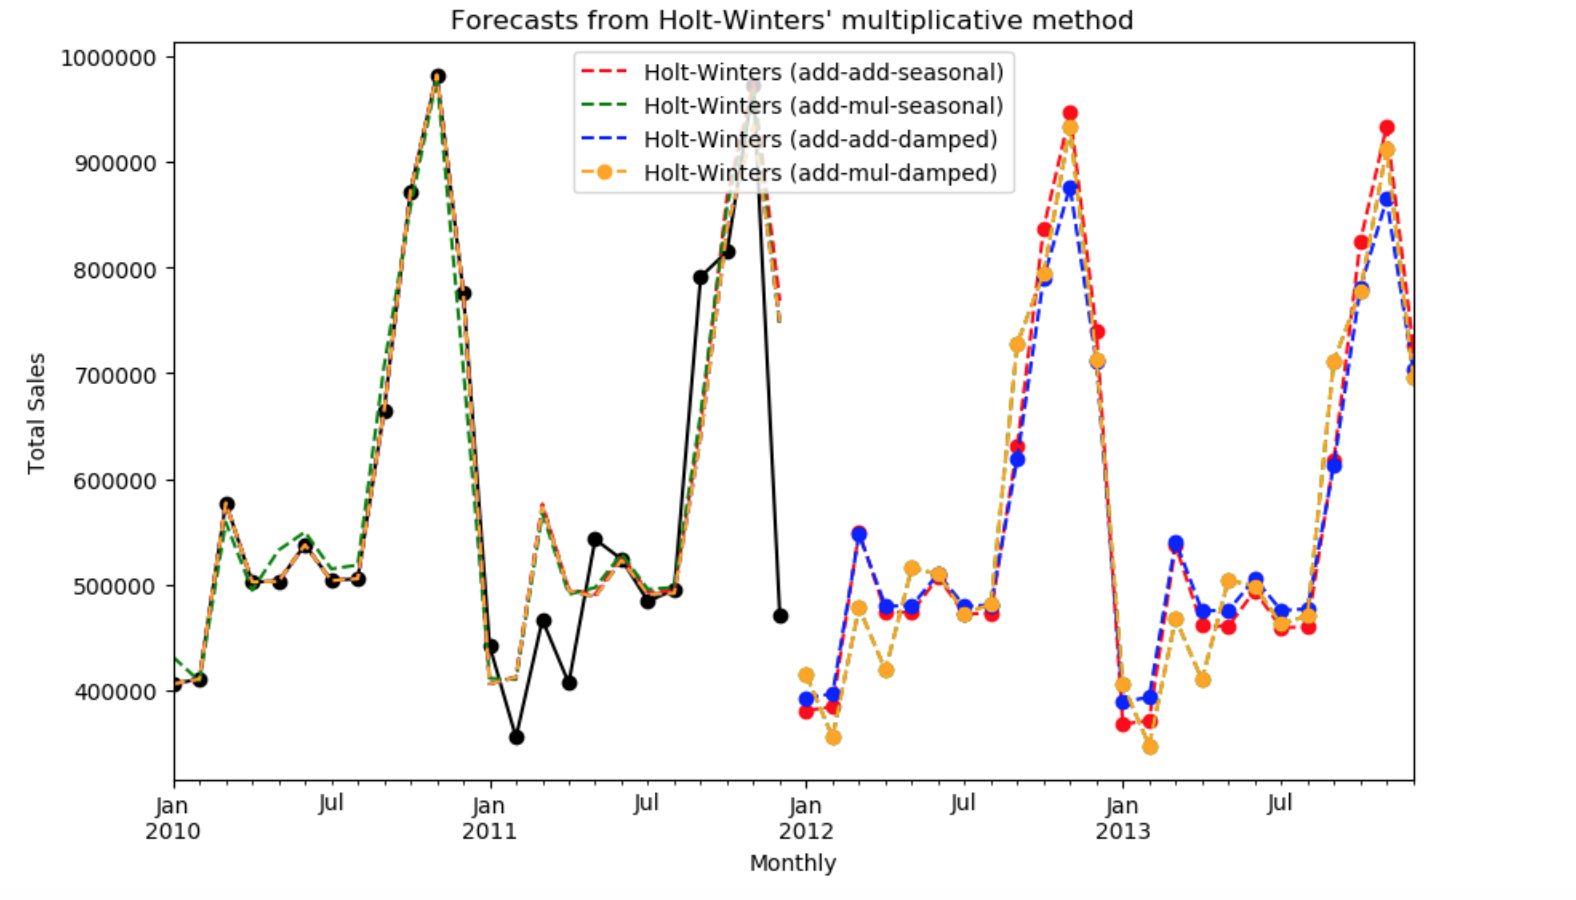 Forecasts from Holt-Winters' multiplicative method
1000000
900000
800000
700000
600000
500000
400000
Total Sales
Holt-Winters (add-add-seasonal)
Holt-Winters (add-mul-seasonal)
Holt-Winters (add-add-damped)
Holt-Winters (add-mul-damped)
Jan Jul Jan Jul Jan Jul Jan Jul
2010 2011 2012 2013
Monthly